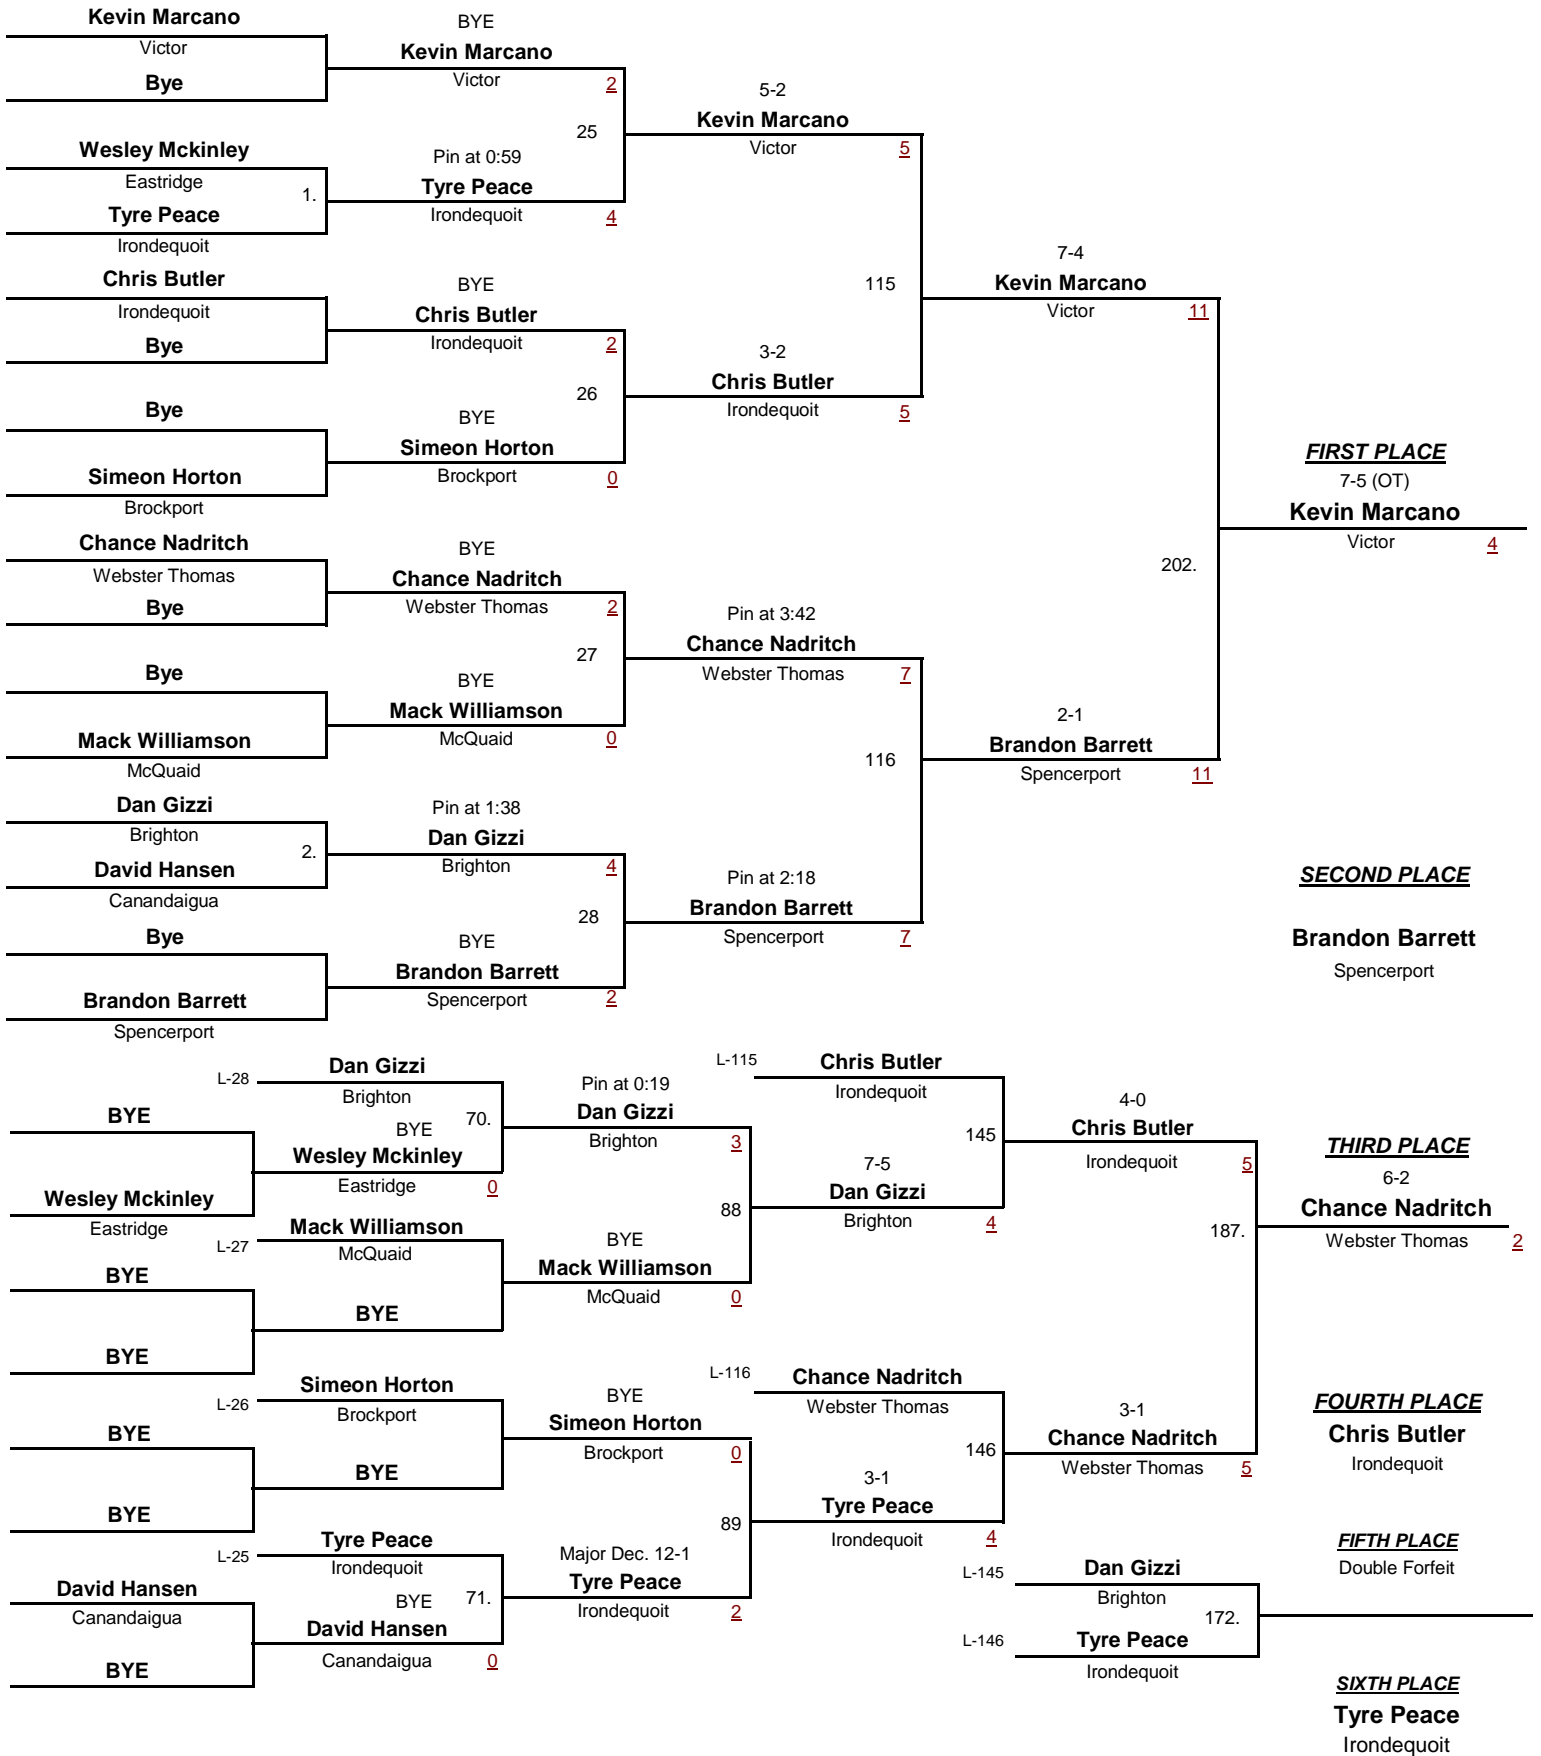 Kevin Marcano
Victor
Bye
Wesley Mckinley
Eastridge
1.
Tyre Peace
Irondequoit
Chris Butler
Irondequoit
Bye
Bye
Simeon Horton
Brockport
Chance Nadritch
Webster Thomas
Bye
Bye
Mack Williamson
McQuaid
Dan Gizzi
Brighton
2.
David Hansen
Canandaigua
Bye
Brandon Barrett
Spencerport
BYE
Kevin Marcano
Victor
2
25
Pin at 0:59
Tyre Peace
Irondequoit
4
BYE
Chris Butler
Irondequoit
2
26
BYE
Simeon Horton
Brockport
0
BYE
Chance Nadritch
Webster Thomas
2
27
BYE
Mack Williamson
McQuaid
0
Pin at 1:38
Dan Gizzi
Brighton
4
28
BYE
Brandon Barrett
Spencerport
2
5-2
Kevin Marcano
Victor
5
115
3-2
Chris Butler
Irondequoit
5
Pin at 3:42
Chance Nadritch
Webster Thomas
7
116
Pin at 2:18
Brandon Barrett
Spencerport
7
7-4
Kevin Marcano
Victor
11
202.
2-1
Brandon Barrett
Spencerport
11
FIRST PLACE
7-5 (OT)
Kevin Marcano
Victor
4
SECOND PLACE
Brandon Barrett
Spencerport
BYE
Wesley Mckinley
Eastridge
BYE
BYE
BYE
BYE
David Hansen
Canandaigua
BYE
L-28
Dan Gizzi
Brighton
70.
BYE
Wesley Mckinley
Eastridge
0
L-27
Mack Williamson
McQuaid
BYE
L-26
Simeon Horton
Brockport
BYE
L-25
Tyre Peace
Irondequoit
71.
BYE
David Hansen
Canandaigua
0
Pin at 0:19
Dan Gizzi
Brighton
3
88
BYE
Mack Williamson
McQuaid
0
BYE
Simeon Horton
Brockport
0
89
Major Dec. 12-1
Tyre Peace
Irondequoit
2
L-115
Chris Butler
Irondequoit
145
7-5
Dan Gizzi
Brighton
4
L-116
Chance Nadritch
Webster Thomas
146
3-1
Tyre Peace
Irondequoit
4
4-0
Chris Butler
Irondequoit
5
187.
3-1
Chance Nadritch
Webster Thomas
5
L-145
Dan Gizzi
Brighton
172.
L-146
Tyre Peace
Irondequoit
THIRD PLACE
6-2
Chance Nadritch
Webster Thomas
2
FOURTH PLACE
Chris Butler
Irondequoit
FIFTH PLACE
Double Forfeit
SIXTH PLACE
Tyre Peace
Irondequoit